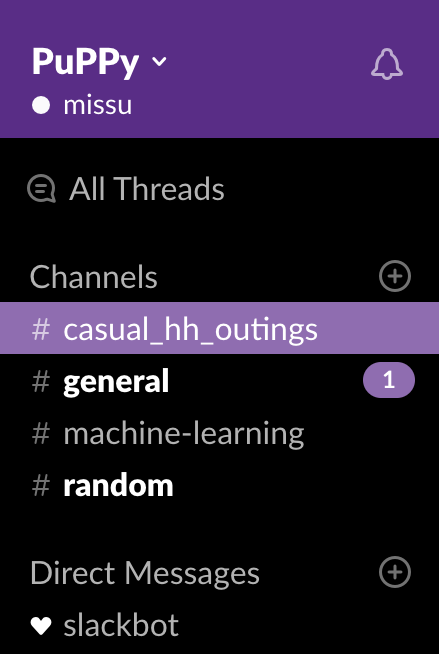 PuPPy
missu
All Threads
Channels
# casual_hh_outings
# general 1
# machine-learning
# random
Direct Messages
slackbot